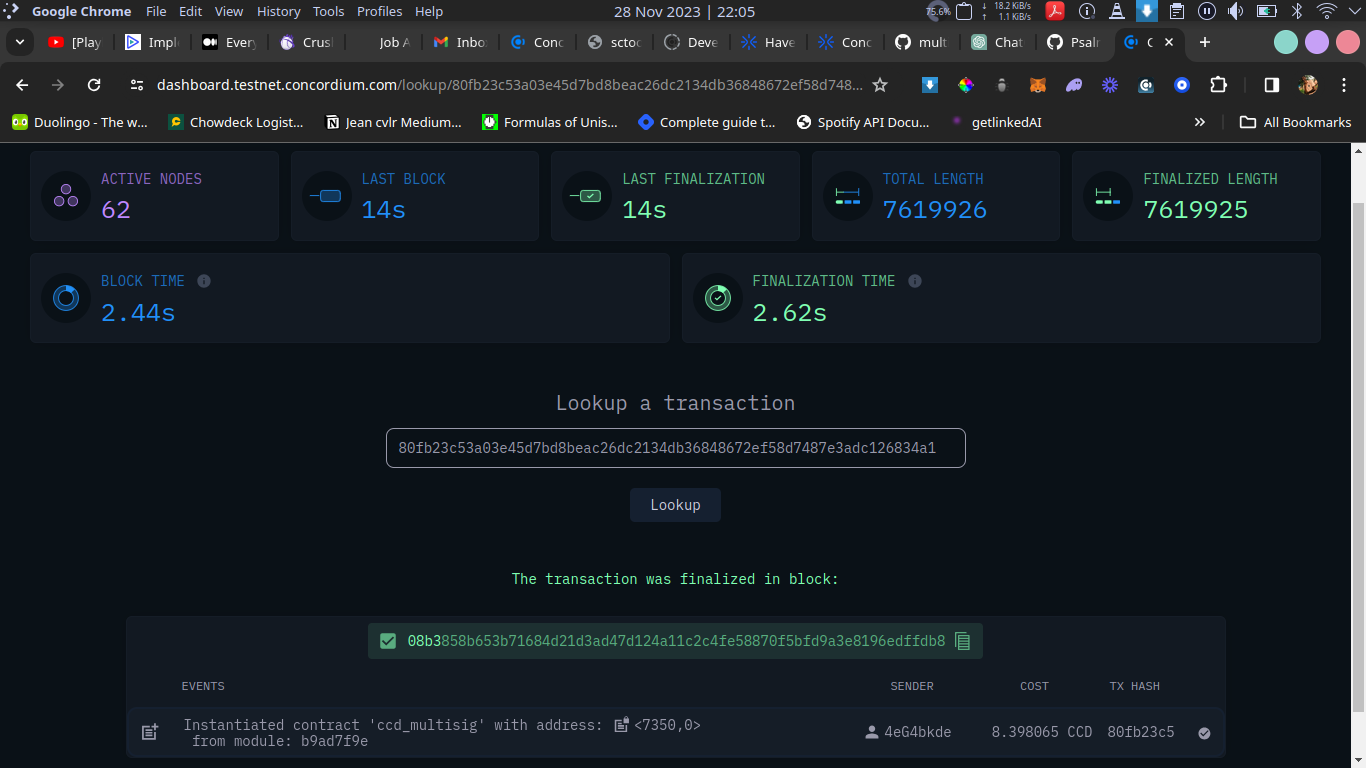 Google Chrome File Edit View History Tools Profiles Help 28 Nov 2023 | 22:05 75.6% ↓ 18.2 KiB/s
↑ 1.1 KiB/s
[Play Imple Every Crush Job A Inbo Conc sctoc Deve Have Conc mult Chat Psalr C
dashboard.testnet.concordium.com/lookup/80fb23c53a03e45d7bd8beac26dc2134db36848672ef58d748...
Duolingo - The w... Chowdeck Logist... Jean cvlr Medium... Formulas of Unis... Complete guide t... Spotify API Docu... getlinkedAI » All Bookmarks
ACTIVE NODES LAST BLOCK LAST FINALIZATION TOTAL LENGTH FINALIZED LENGTH
62 14s 14s 7619926 7619925
BLOCK TIME FINALIZATION TIME
2.44s 2.62s
Lookup a transaction
80fb23c53a03e45d7bd8beac26dc2134db36848672ef58d7487e3adc126834a1
Lookup
The transaction was finalized in block:
08b3858b653b71684d21d3ad47d124a11c2c4fe58870f5bfd9a3e8196edffdb8
EVENTS SENDER COST TX HASH
Instantiated contract 'ccd_multisig' with address: <7350,0> 4eG4bkde 8.398065 CCD 80fb23c5
from module: b9ad7f9e